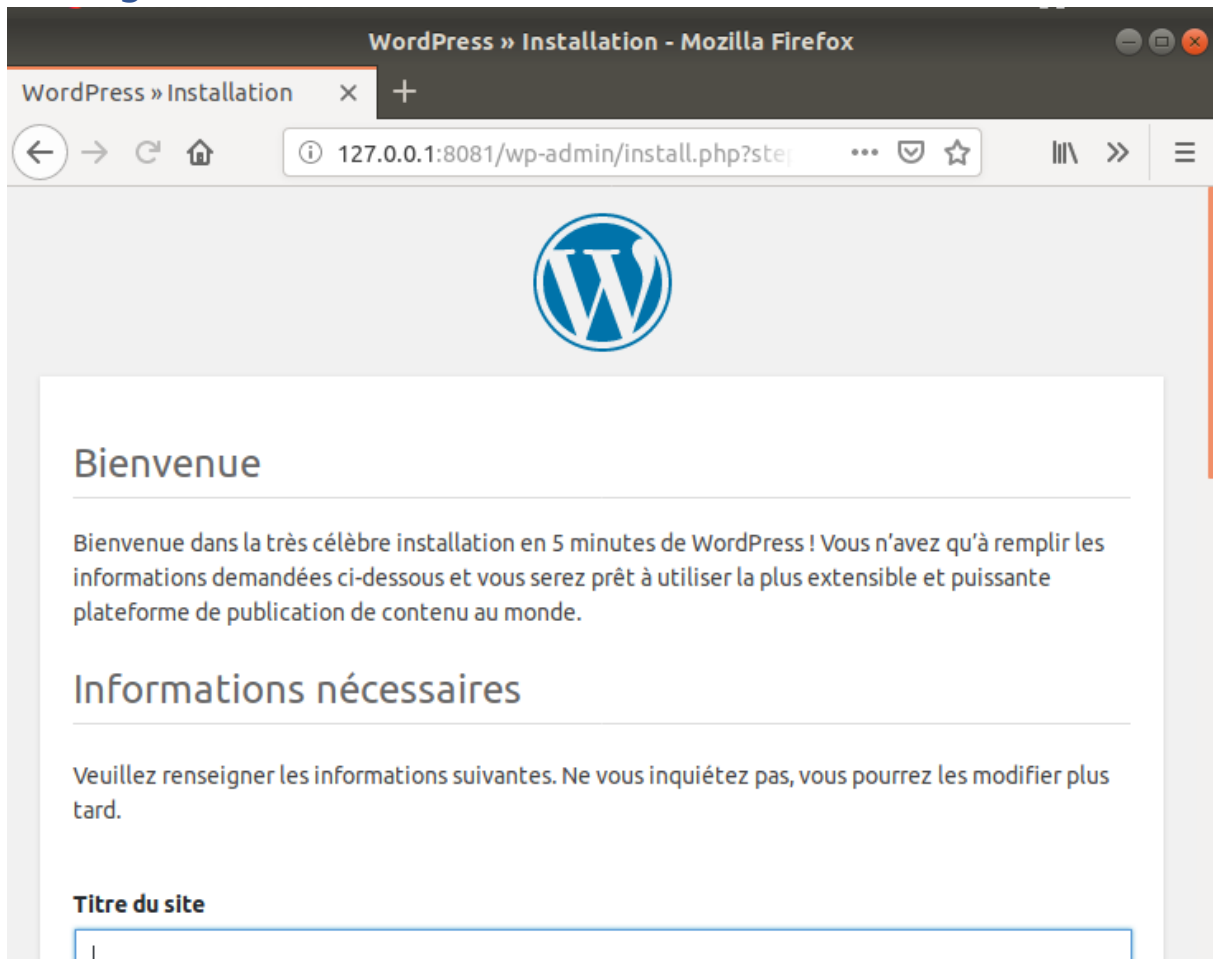 WordPress » Installation - Mozilla Firefox
WordPress » Installation
127.0.0.1:8081/wp-admin/install.php?step
Bienvenue
Bienvenue dans la très célèbre installation en 5 minutes de WordPress ! Vous n’avez qu’à remplir les
informations demandées ci-dessous et vous serez prêt à utiliser la plus extensible et puissante
plateforme de publication de contenu au monde.
Informations nécessaires
Veuillez renseigner les informations suivantes. Ne vous inquiétez pas, vous pourrez les modifier plus
tard.
Titre du site